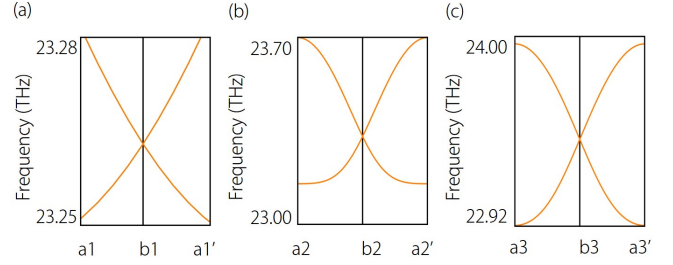 (a)
23.28
Frequency (THz)
23.25
a1 b1 a1′
(b)
23.70
Frequency (THz)
23.00
a2 b2 a2′
(c)
24.00
Frequency (THz)
22.92
a3 b3 a3′